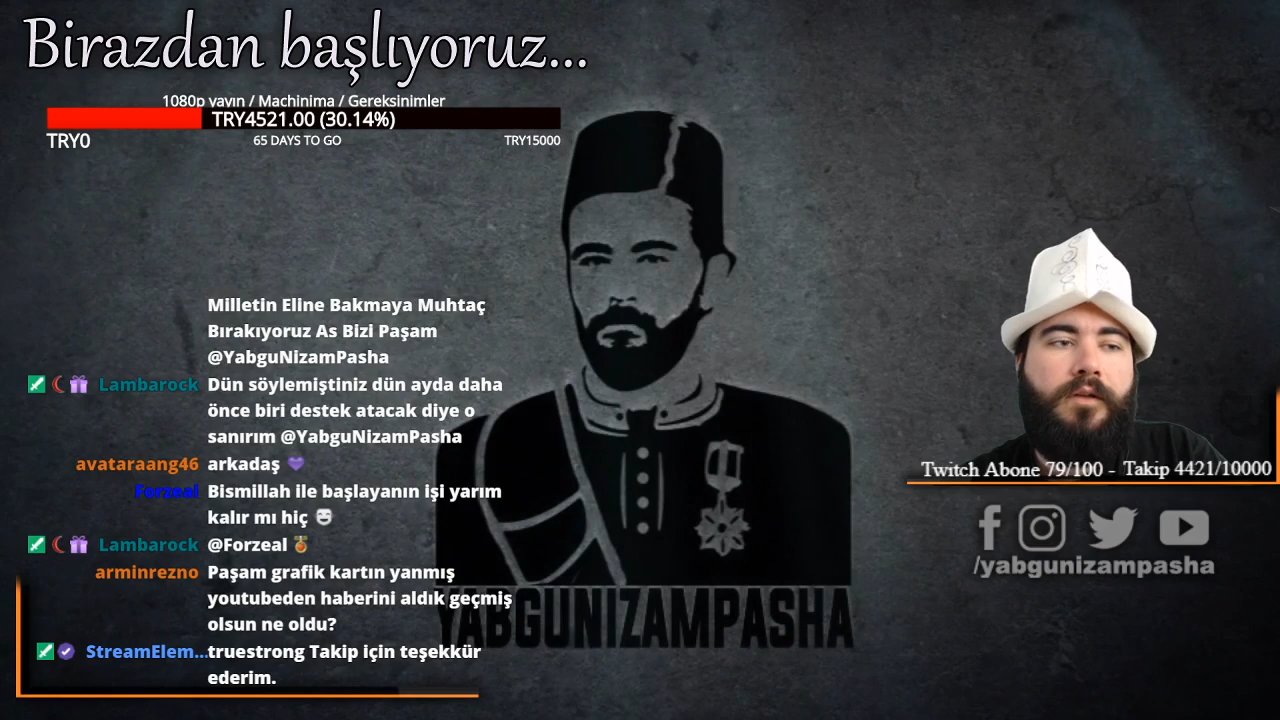 Birazdan başlıyoruz...
1080p yayın / Machinima / Gereksinimler
TRY4521.00 (30.14%)
TRY0
65 DAYS TO GO
TRY15000
Milletin Eline Bakmaya Muhtaç
Bırakıyoruz As Bizi Paşam
@YabguNizamPasha
Lambarock Dün söylemiştiniz dün ayda daha
önce biri destek atacak diye o
sanırım @YabguNizamPasha
avataraang46 arkadaş
Forzeal Bismillah ile başlayanın işi yarım
kalır mı hiç
Lambarock @Forzeal
arminrezno Paşam grafik kartın yanmış
youtubeden haberini aldık geçmiş
olsun ne oldu?
StreamElem... truestrong Takip için teşekkür
ederim.
YABGUNIZAMPASHA
Twitch Abone 79/100 - Takip 4421/10000
/yabgunizampasha